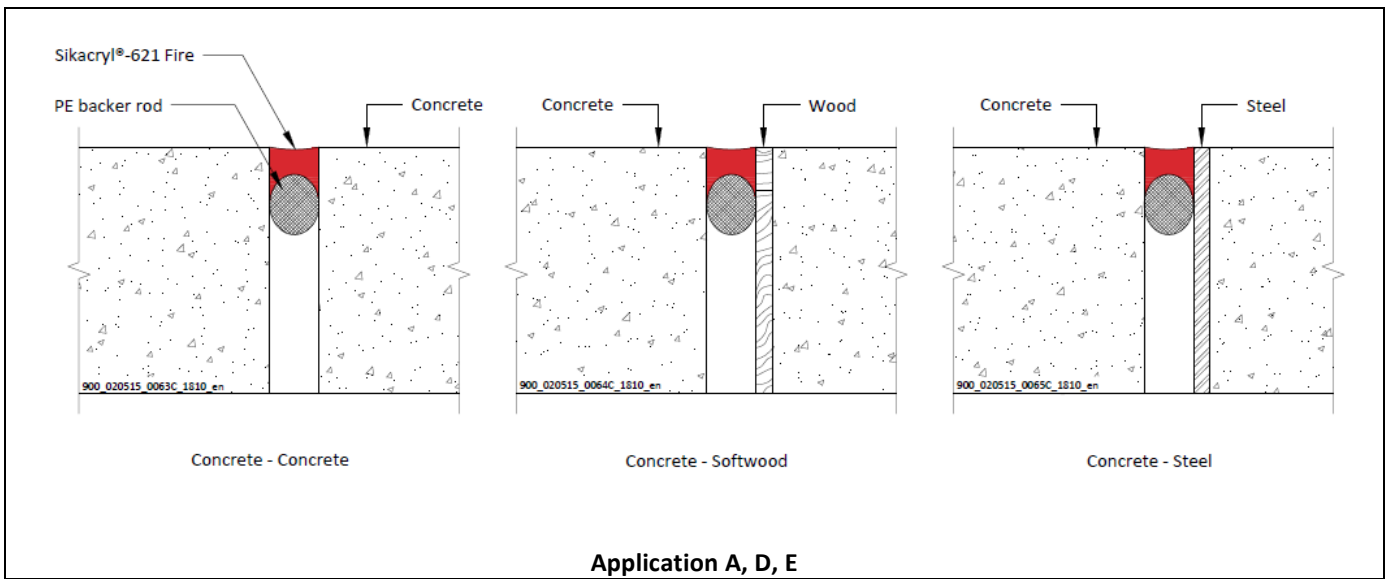 Sikacryl®-621 Fire
PE backer rod
Concrete
Concrete
Wood
Concrete
Steel
900_020515_0063C_1810_en
900_020515_0064C_1810_en
900_020515_0065C_1810_en
Concrete - Concrete
Concrete - Softwood
Concrete - Steel
Application A, D, E